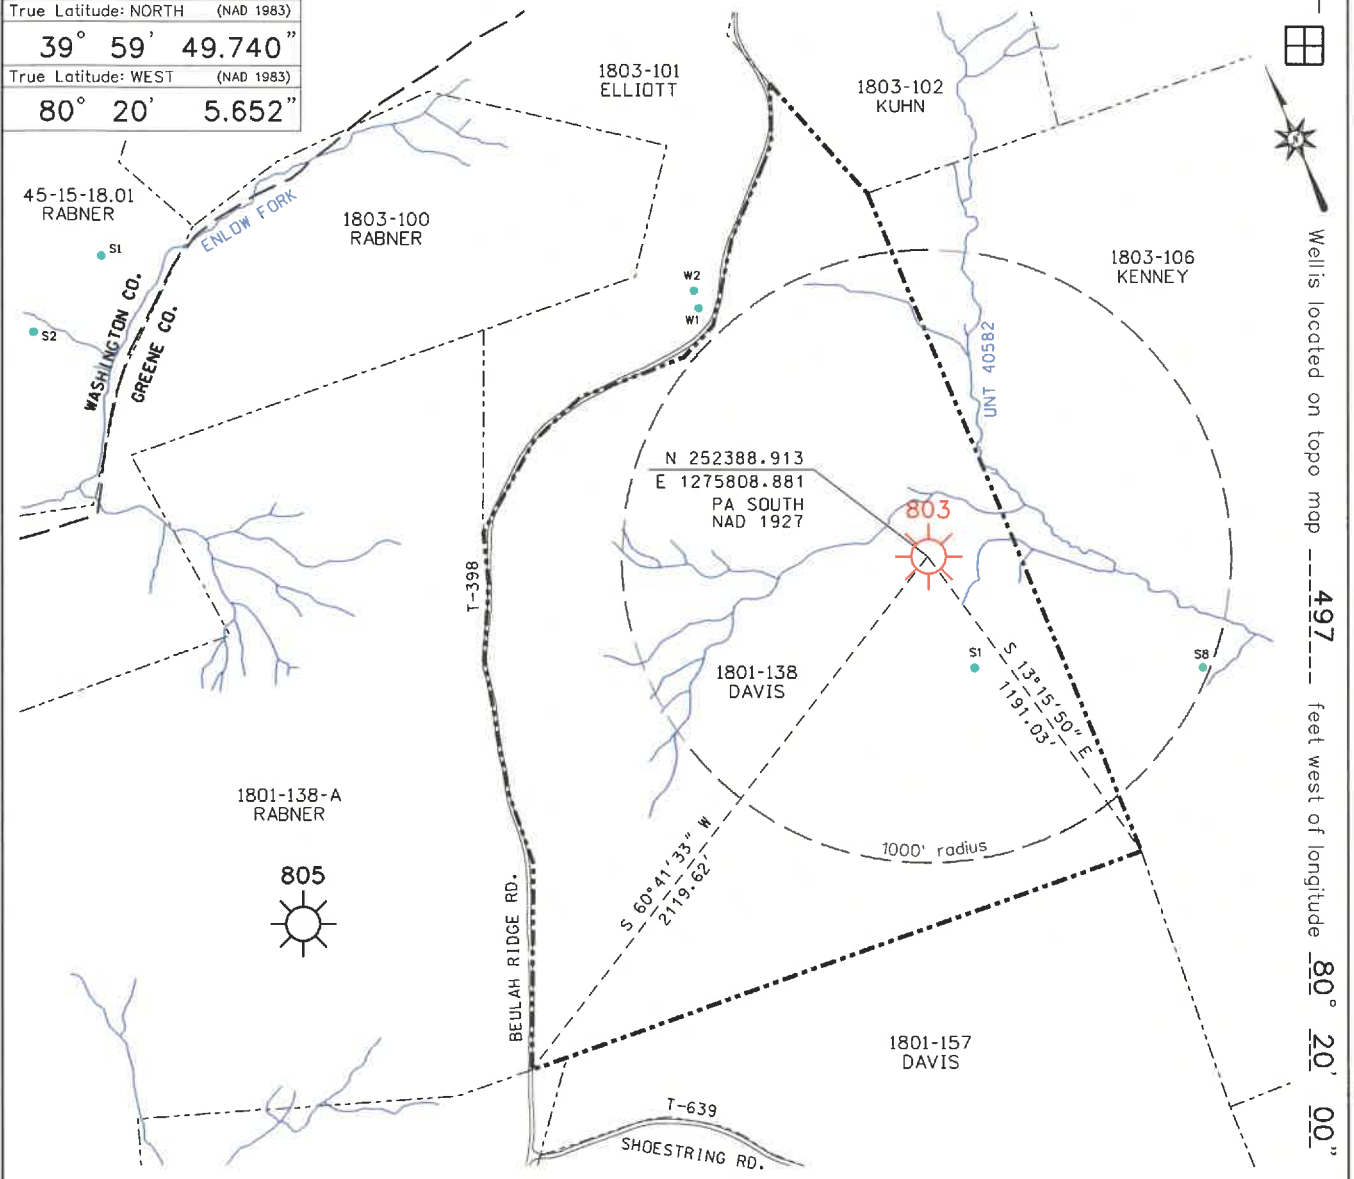 True Latitude: NORTH (NAD 1983)
39° 59' 49.740"
True Latitude: WEST (NAD 1983)
80° 20' 5.652"
1803-101
ELLIOTT
1803-102
KUHN
N
45-15-18.01
RABNER
1803-100
RABNER
ENLOW FORK
S1
S2
WASHINGTON CO.
GREENE CO.
W2
W1
1803-106
KENNEY
UNT 40582
N 252388.913
E 1275808.881
PA SOUTH
NAD 1927
803
T-398
1801-138
DAVIS
S1
S8
S 13°15'50" E
1191.03'
1801-138-A
RABNER
805
S 60°41'33" W
2119.62'
1000' radius
BEULAH RIDGE RD.
1801-157
DAVIS
T-639
SHOESTRING RD.
Well is located on topo map 497 feet west of longitude 80° 20' 00"